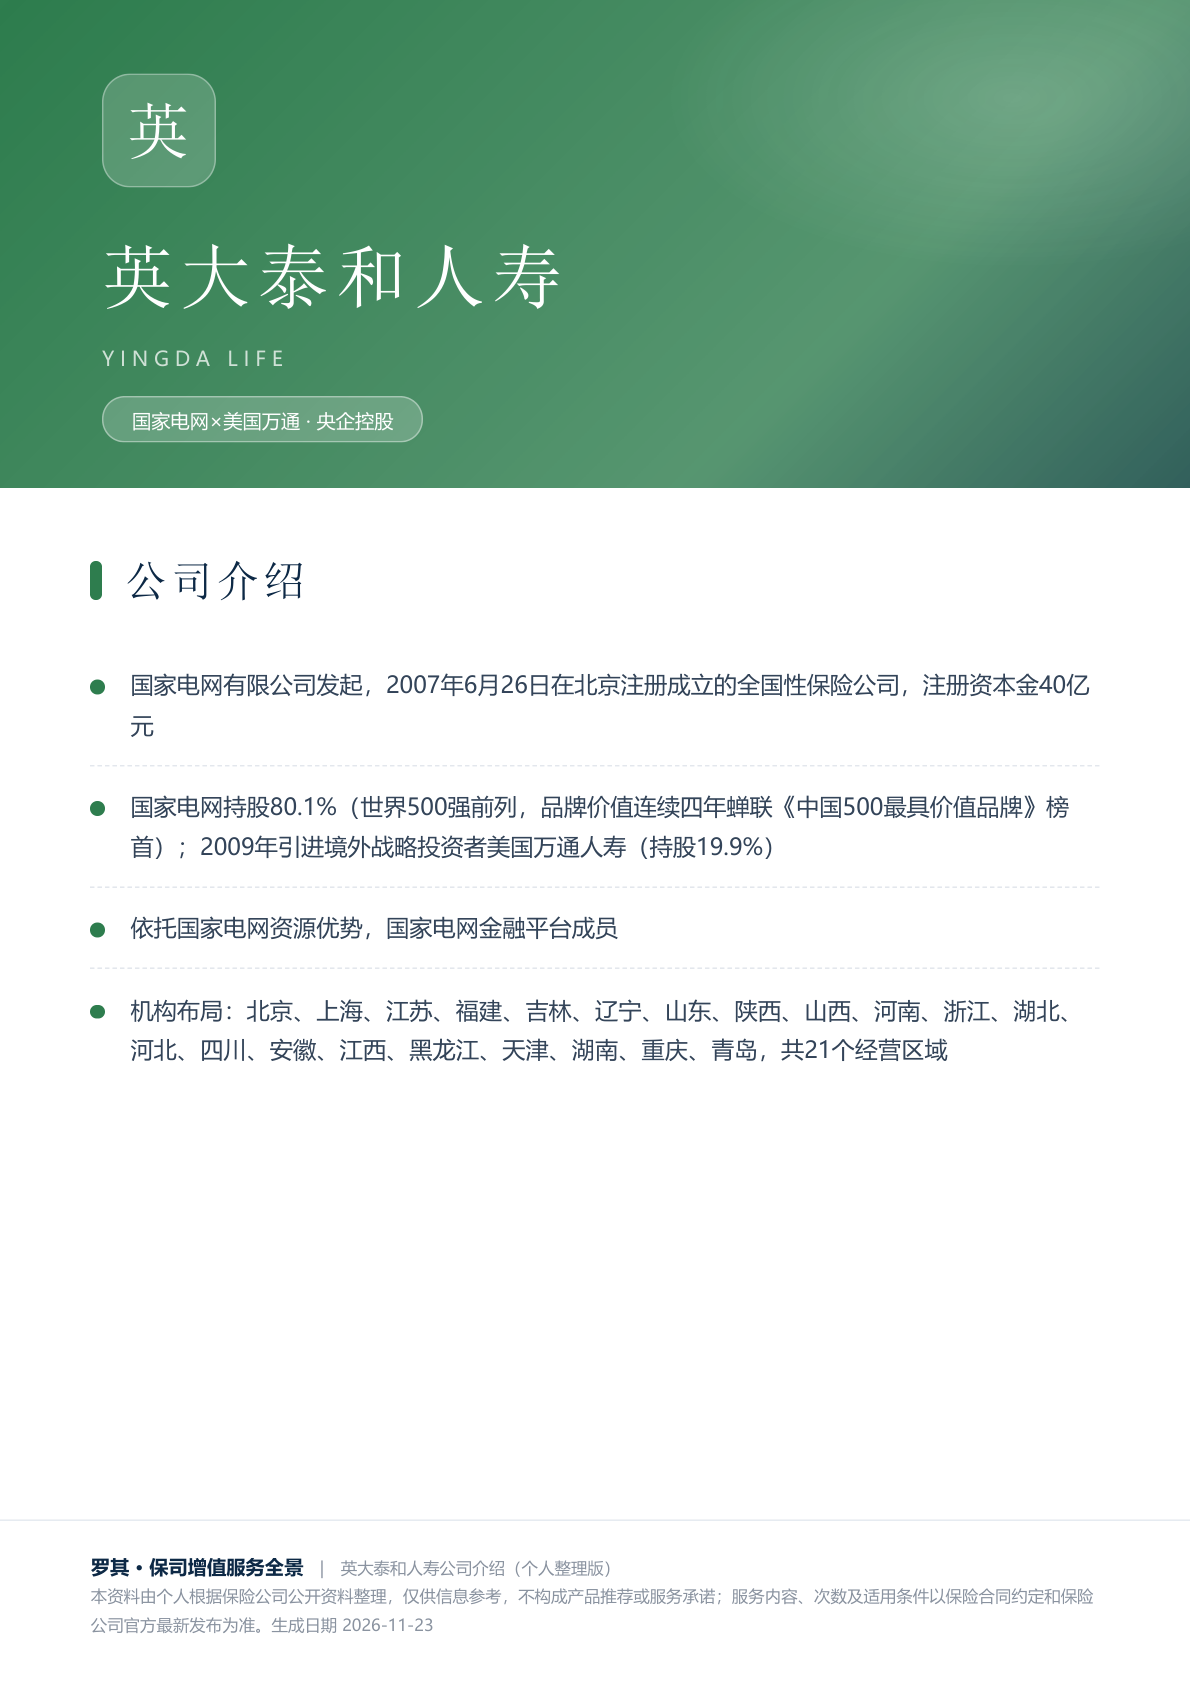 英
英大泰和人寿
YINGDA LIFE
国家电网×美国万通 · 央企控股
公司介绍
国家电网有限公司发起，2007年6月26日在北京注册成立的全国性保险公司，注册资本金40亿
元
国家电网持股80.1%（世界500强前列，品牌价值连续四年蝉联《中国500最具价值品牌》榜
首）；2009年引进境外战略投资者美国万通人寿（持股19.9%）
依托国家电网资源优势，国家电网金融平台成员
机构布局：北京、上海、江苏、福建、吉林、辽宁、山东、陕西、山西、河南、浙江、湖北、
河北、四川、安徽、江西、黑龙江、天津、湖南、重庆、青岛，共21个经营区域
罗其 · 保司增值服务全景 | 英大泰和人寿公司介绍（个人整理版）
本资料由个人根据保险公司公开资料整理，仅供信息参考，不构成产品推荐或服务承诺；服务内容、次数及适用条件以保险合同约定和保险
公司官方最新发布为准。生成日期 2026-11-23